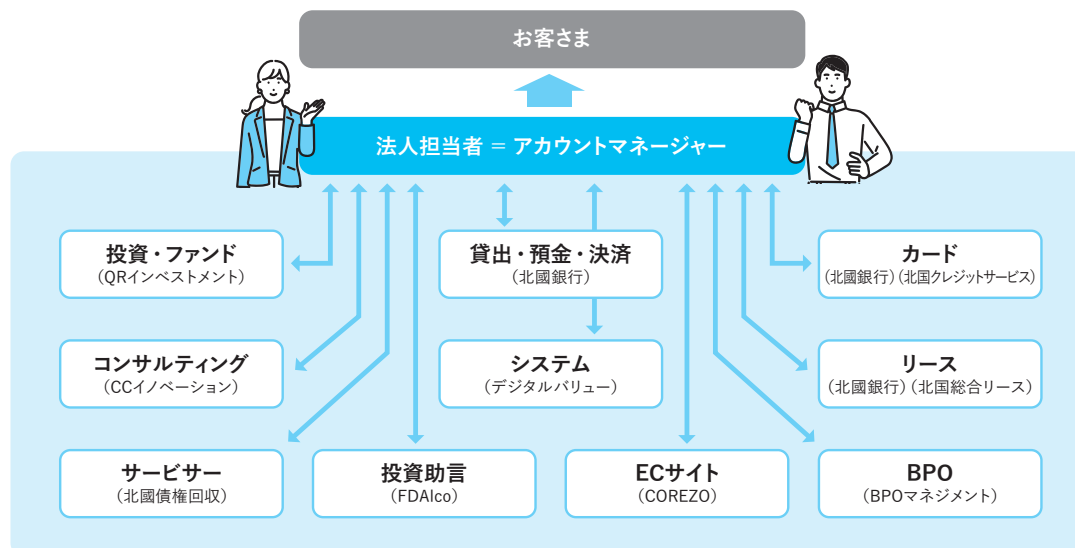 お客さま
法人担当者 = アカウントマネージャー
投資・ファンド
（QRインベストメント）
貸出・預金・決済
（北國銀行）
カード
（北國銀行）（北国クレジットサービス）
コンサルティング
（CCイノベーション）
システム
（デジタルバリュー）
リース
（北國銀行）（北国総合リース）
サービサー
（北國債権回収）
投資助言
（FDAlco）
ECサイト
（COREZO）
BPO
（BPOマネジメント）